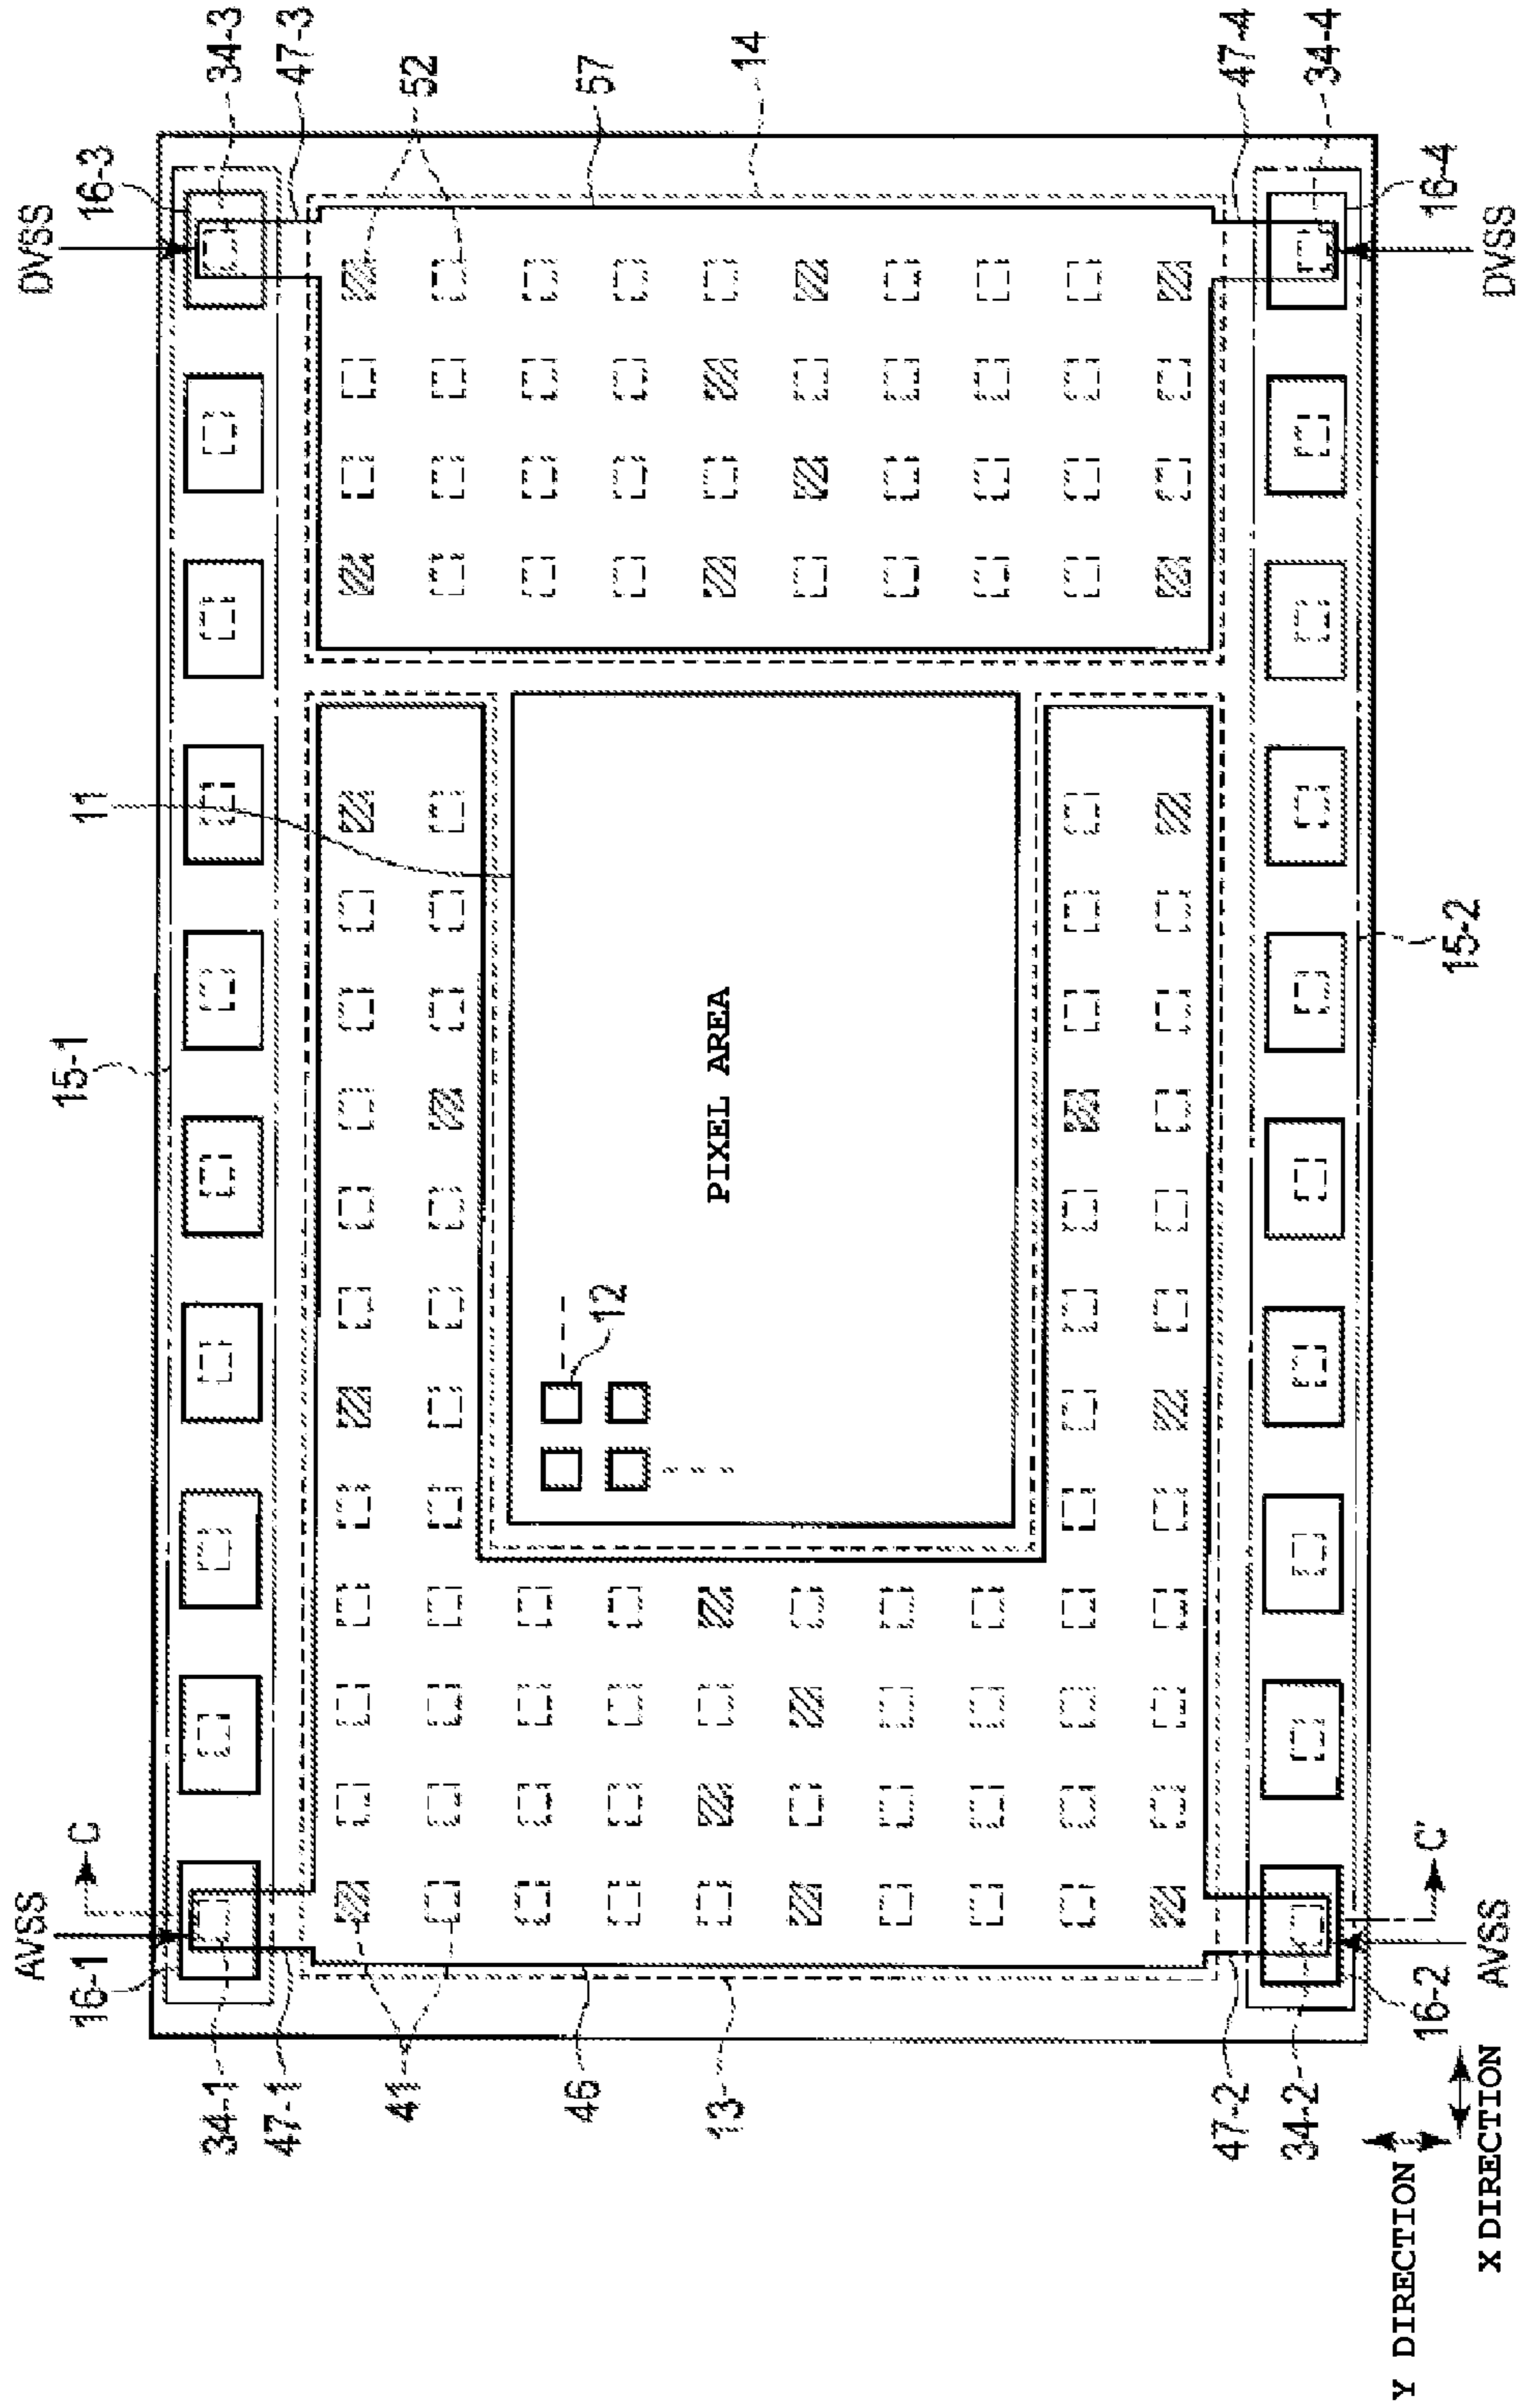 DVSS
16-3
34-3
47-3
52
57
14
47-4
34-4
16-4
DVSS
11
15-1
15-2
PIXEL AREA
12
AVSS
C
16-1
34-1
47-1
41
46
13
47-2
34-2
16-2
AVSS
C'
Y DIRECTION
X DIRECTION